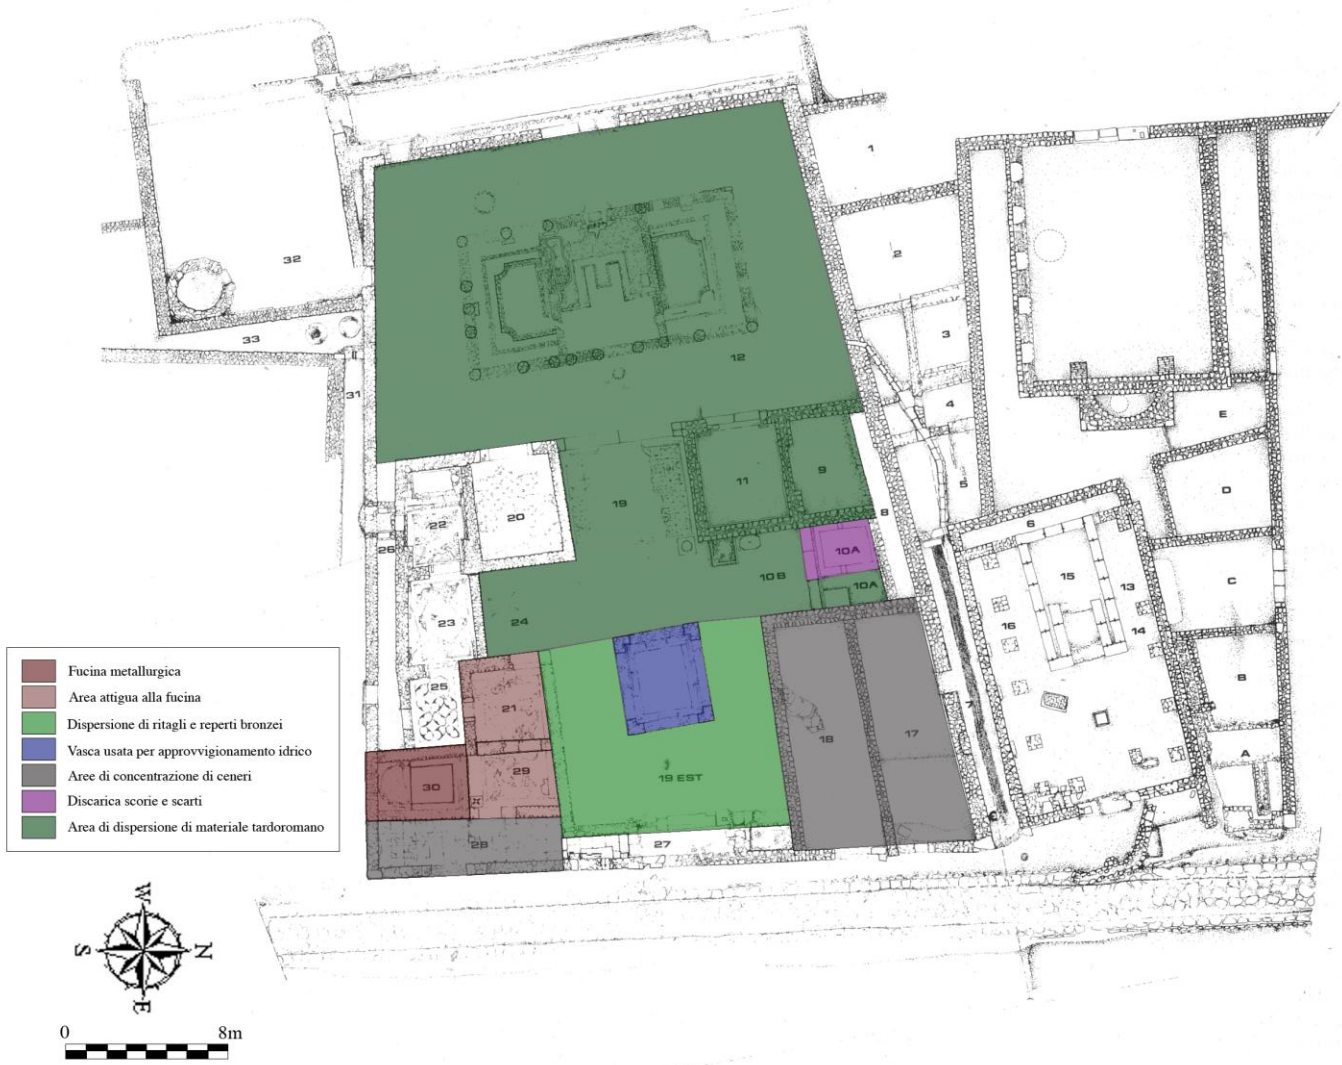 1
2
32
3
33
12
31
4
E
9
11
5
D
19
20
8
22
6
26
10A
C
15
13
10B
10A
24
23
16
14
B
25
21
7
18
17
A
29
19 EST
30
28
27
Fucina metallurgica
Area attigua alla fucina
Dispersione di ritagli e reperti bronzei
Vasca usata per approvvigionamento idrico
Aree di concentrazione di ceneri
Discarica scorie e scarti
Area di dispersione di materiale tardoromano
W
S
N
E
0 8m